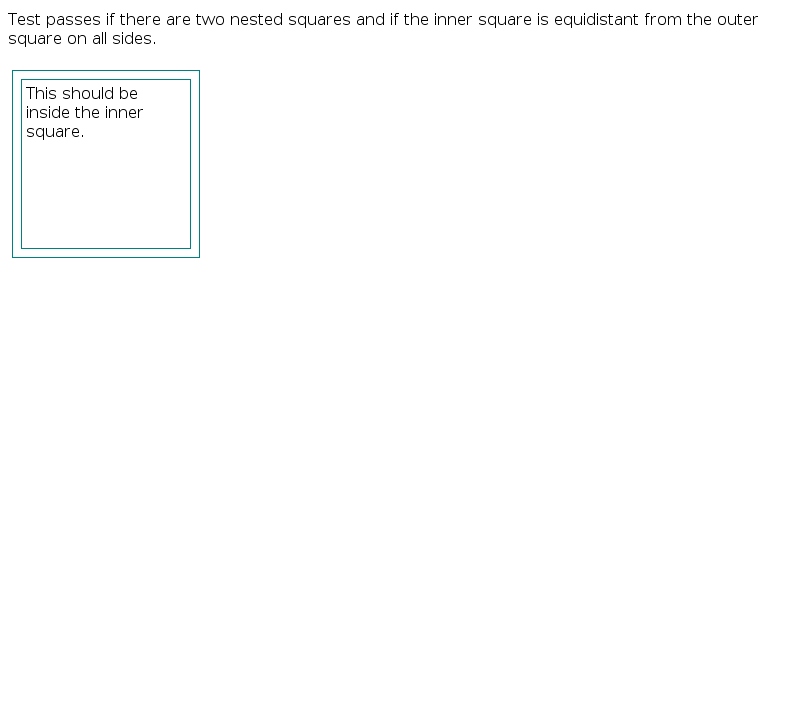 Test passes if there are two nested squares and if the inner square is equidistant from the outer
square on all sides.
This should be
inside the inner
square.